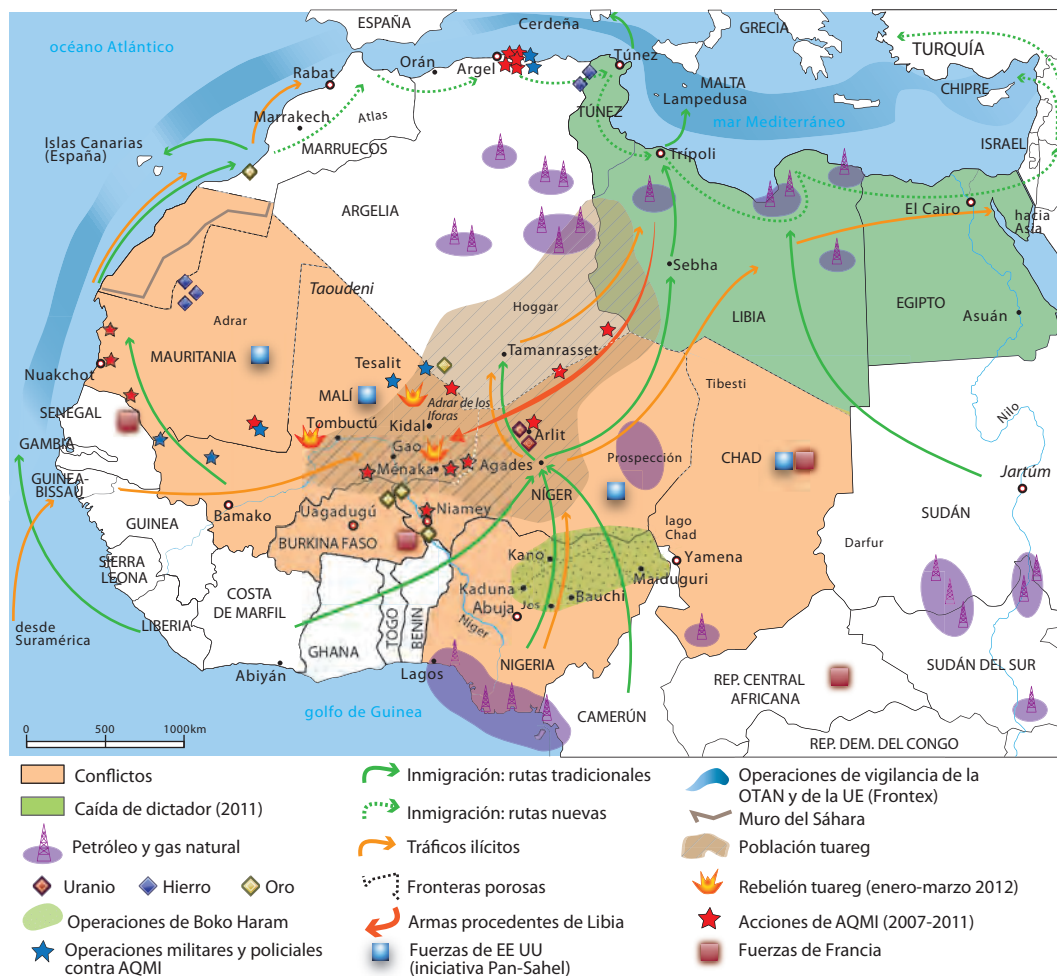 ESPAÑA
Cerdeña
GRECIA
TURQUÍA
océano Atlántico
Rabat
Orán
Argel
Túnez
MALTA
Lampedusa
CHIPRE
Marrakech
Atlas
TÚNEZ
mar Mediterráneo
Islas Canarias
(España)
MARRUECOS
Trípoli
ISRAEL
ARGELIA
El Cairo
hacia
Asia
Sebha
Taoudeni
Hoggar
LIBIA
EGIPTO
Asuán
Adrar
MAURITANIA
Tesalit
Tamanrasset
Nuakchot
MALÍ
Adrar de los
Iforas
Tibesti
SENEGAL
Tombuctú
Kidal
Arlit
Nilo
GAMBIA
Gao
Ménaka
Agades
Prospección
CHAD
Jartúm
GUINEA-
BISSAU
NÍGER
Bamako
Uagadugú
Niamey
SUDÁN
GUINEA
BURKINA FASO
lago
Chad
Darfur
SIERRA
LEONA
Kano
Yamena
COSTA
DE MARFIL
Kaduna
Maiduguri
Bauchi
Abuja
Jos
desde
Suramérica
LIBERIA
GHANA
TOGO
BENIN
Níger
NIGERIA
Abiyán
Lagos
SUDÁN DEL SUR
REP. CENTRAL
AFRICANA
golfo de Guinea
CAMERÚN
REP. DEM. DEL CONGO
0 500 1000km
Conflictos
Caída de dictador (2011)
Petróleo y gas natural
Uranio
Hierro
Oro
Operaciones de Boko Haram
Operaciones militares y policiales
contra AQMI
Inmigración: rutas tradicionales
Inmigración: rutas nuevas
Tráficos ilícitos
Fronteras porosas
Armas procedentes de Libia
Fuerzas de EE UU
(iniciativa Pan-Sahel)
Operaciones de vigilancia de la
OTAN y de la UE (Frontex)
Muro del Sáhara
Población tuareg
Rebelión tuareg (enero-marzo 2012)
Acciones de AQMI (2007-2011)
Fuerzas de Francia